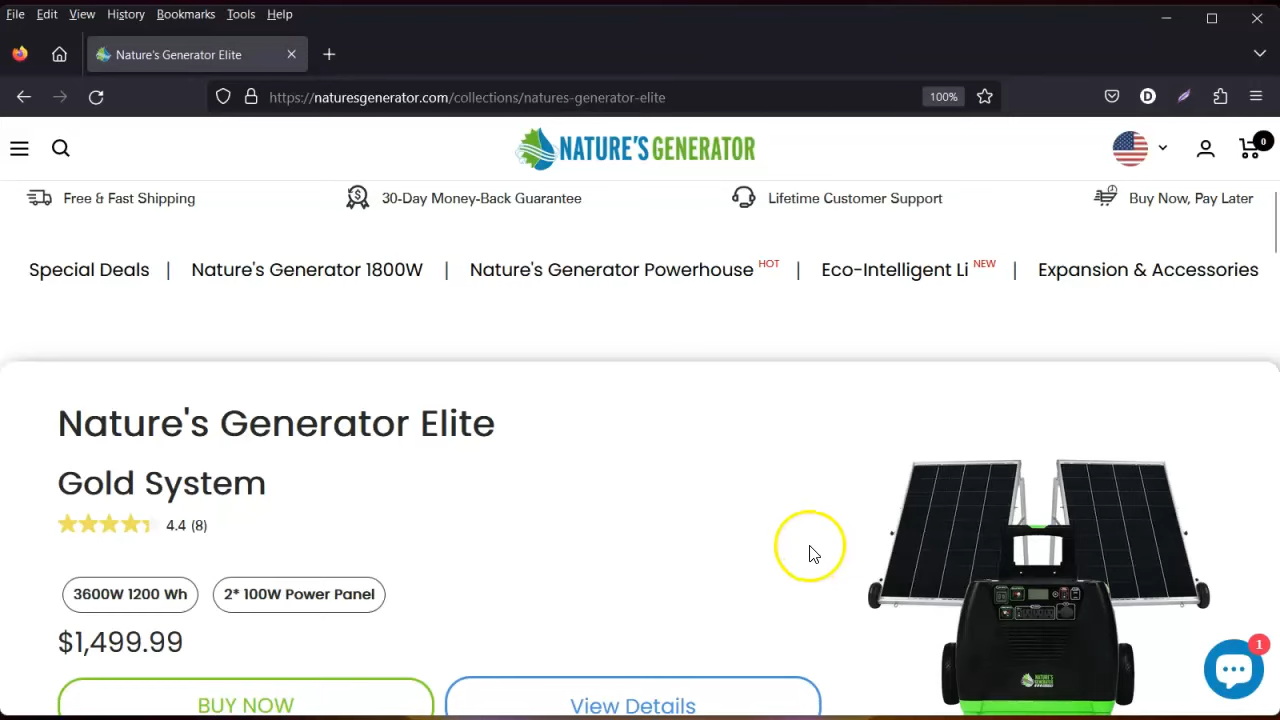 File Edit View History Bookmarks Tools Help
Nature's Generator Elite
https://naturesgenerator.com/collections/natures-generator-elite 100% D
NATURE'S GENERATOR 0
Free & Fast Shipping 30-Day Money-Back Guarantee Lifetime Customer Support Buy Now, Pay Later
Special Deals | Nature's Generator 1800W | Nature's Generator Powerhouse HOT | Eco-Intelligent Li NEW | Expansion & Accessories
Nature's Generator Elite
Gold System
4.4 (8)
3600W 1200 Wh 2* 100W Power Panel
$1,499.99
NATURE'S
GENERATOR
1
BUY NOW View Details